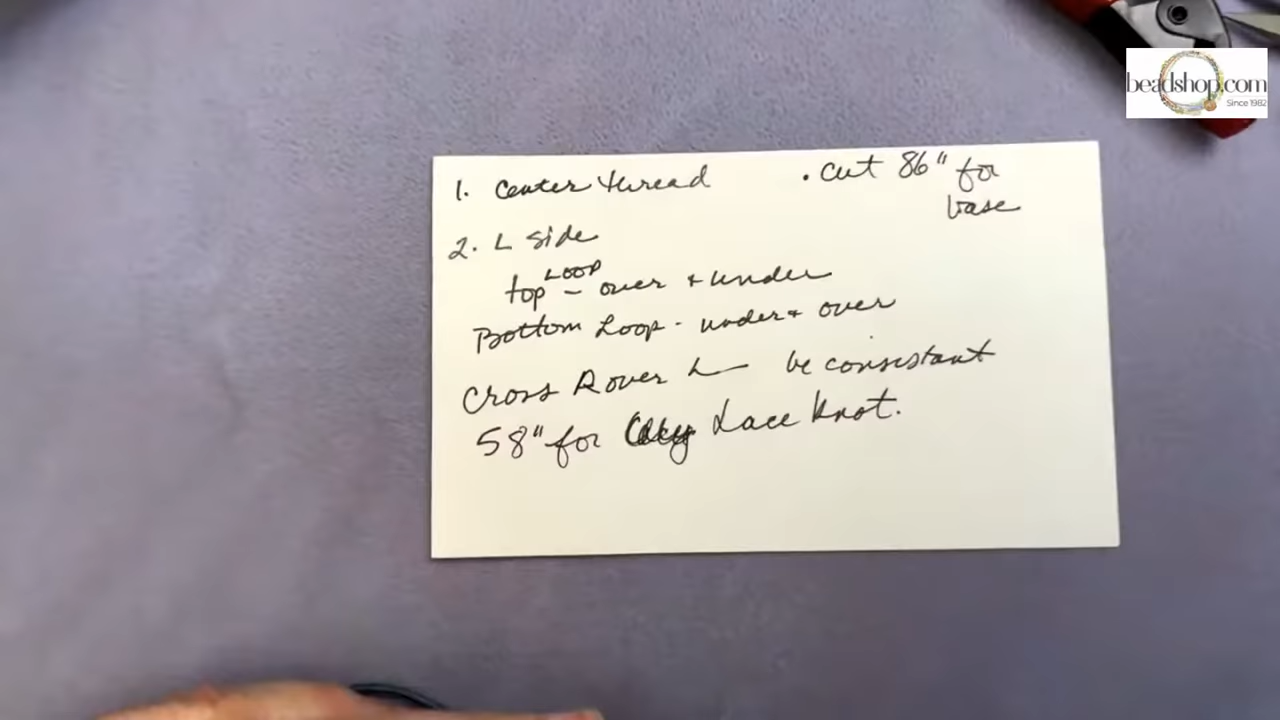 1. Center thread
• Cut 86" for
base
2. L side
LOOP
top - over + under
Bottom Loop - under + over
Cross R over L - be consistant
58" for Lace Knot.
beadshop.com
Since 1982